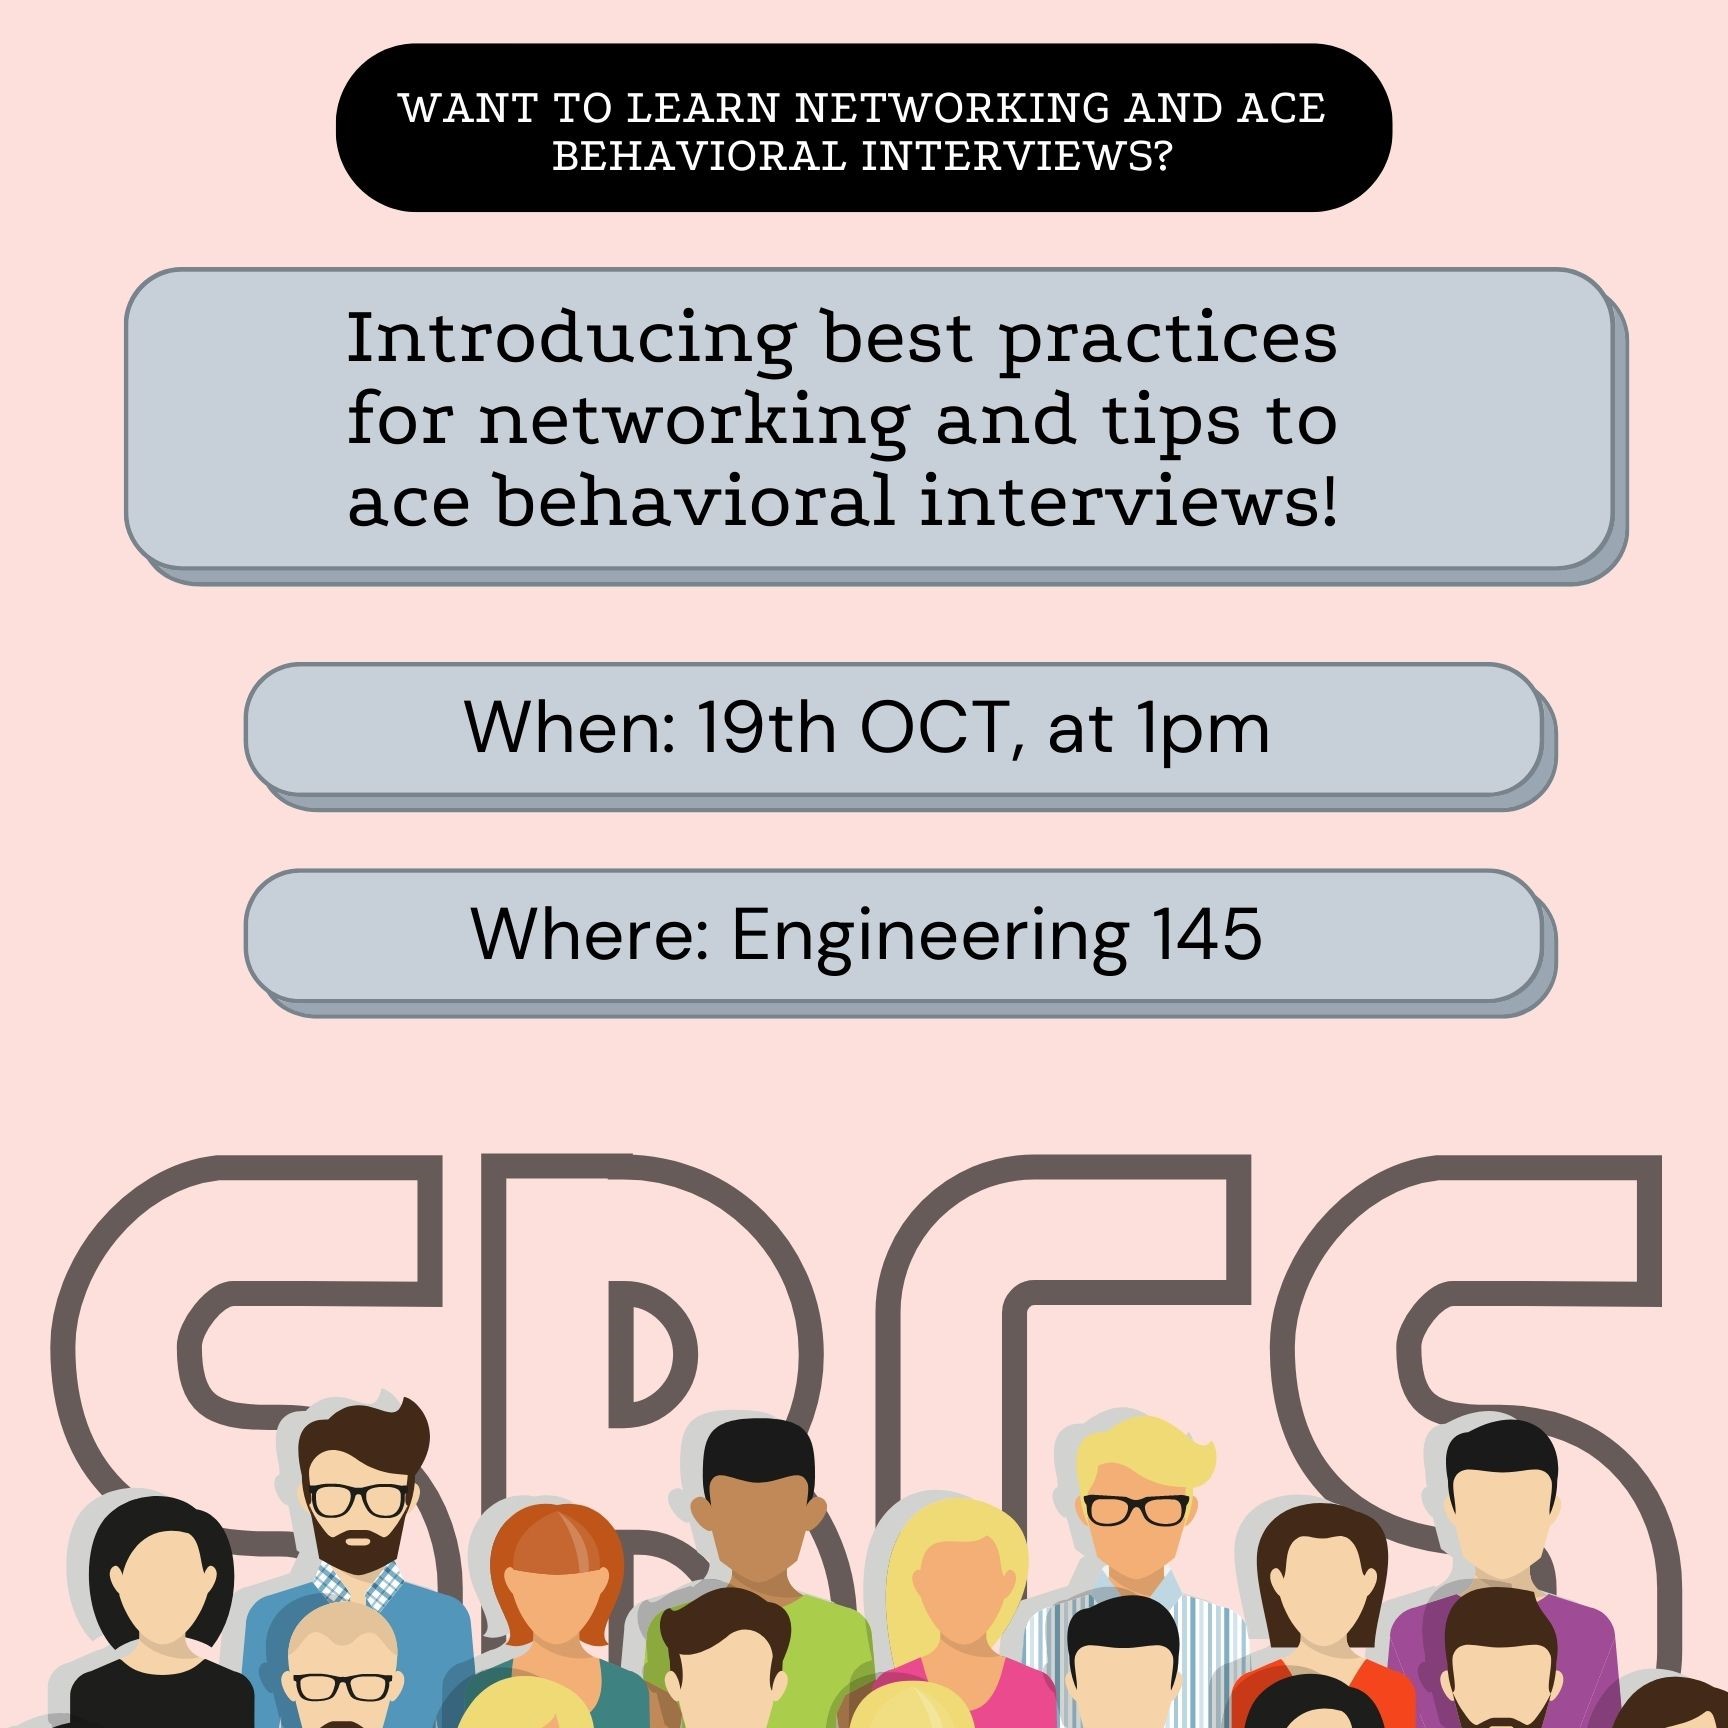 WANT TO LEARN NETWORKING AND ACE
BEHAVIORAL INTERVIEWS?
Introducing best practices
for networking and tips to
ace behavioral interviews!
When: 19th OCT, at 1pm
Where: Engineering 145